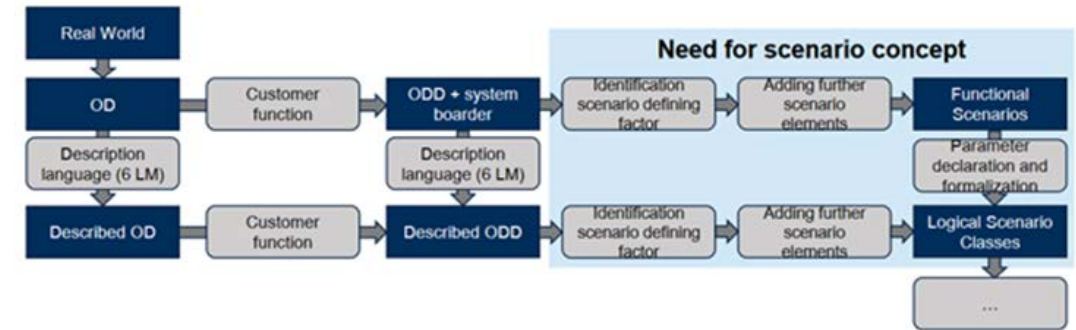 Real World
Need for scenario concept
OD
Customer
function
ODD + system
boarder
Identification
scenario defining
factor
Adding further
scenario
elements
Functional
Scenarios
Description
language (6 LM)
Description
language (6 LM)
Parameter
declaration and
formalization
Described OD
Customer
function
Described ODD
Identification
scenario defining
factor
Adding further
scenario
elements
Logical Scenario
Classes
...